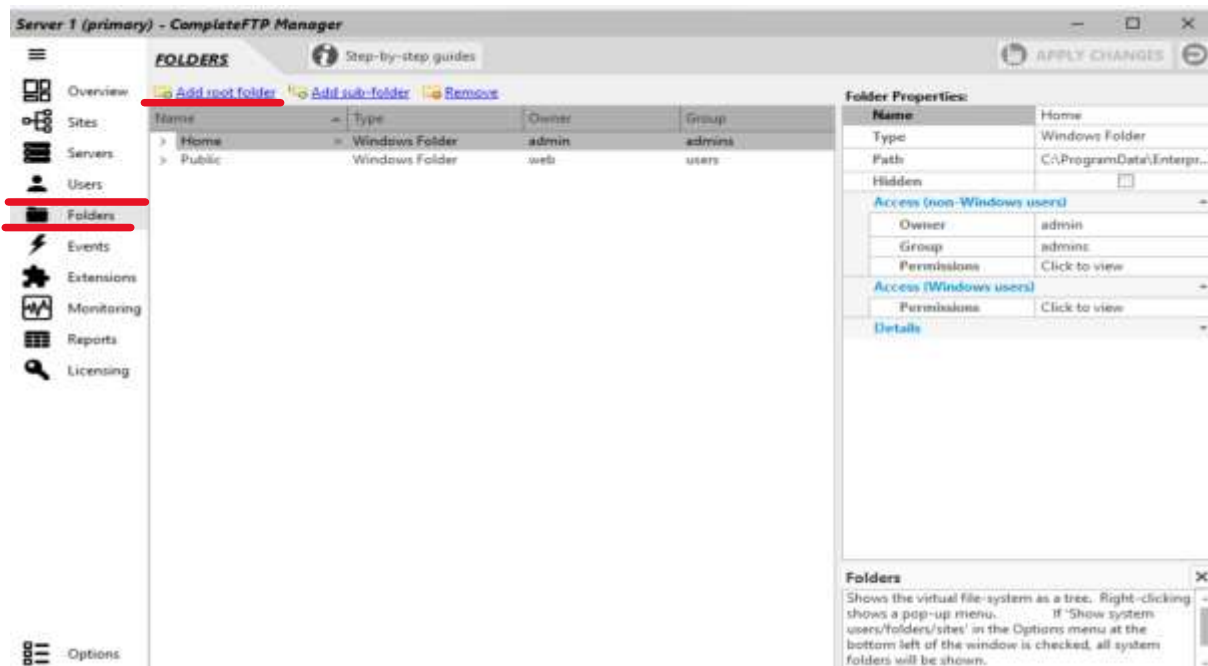 Server 1 (primary) - CompleteFTP Manager
FOLDERS
Step-by-step guides
APPLY CHANGES
Overview
Sites
Servers
Users
Folders
Events
Extensions
Monitoring
Reports
Licensing
Options
Add root folder Add sub-folder Remove
Name Type Owner Group
Home Windows Folder admin admins
Public Windows Folder web users
Folder Properties:
Name Home
Type Windows Folder
Path C:\ProgramData\Enterpr...
Hidden
Access (non-Windows users)
Owner admin
Group admins
Permissions Click to view
Access (Windows users)
Permissions Click to view
Details
Folders
Shows the virtual file-system as a tree. Right-clicking
shows a pop-up menu. If 'Show system
users/folders/sites' in the Options menu at the
bottom left of the window is checked, all system
folders will be shown.